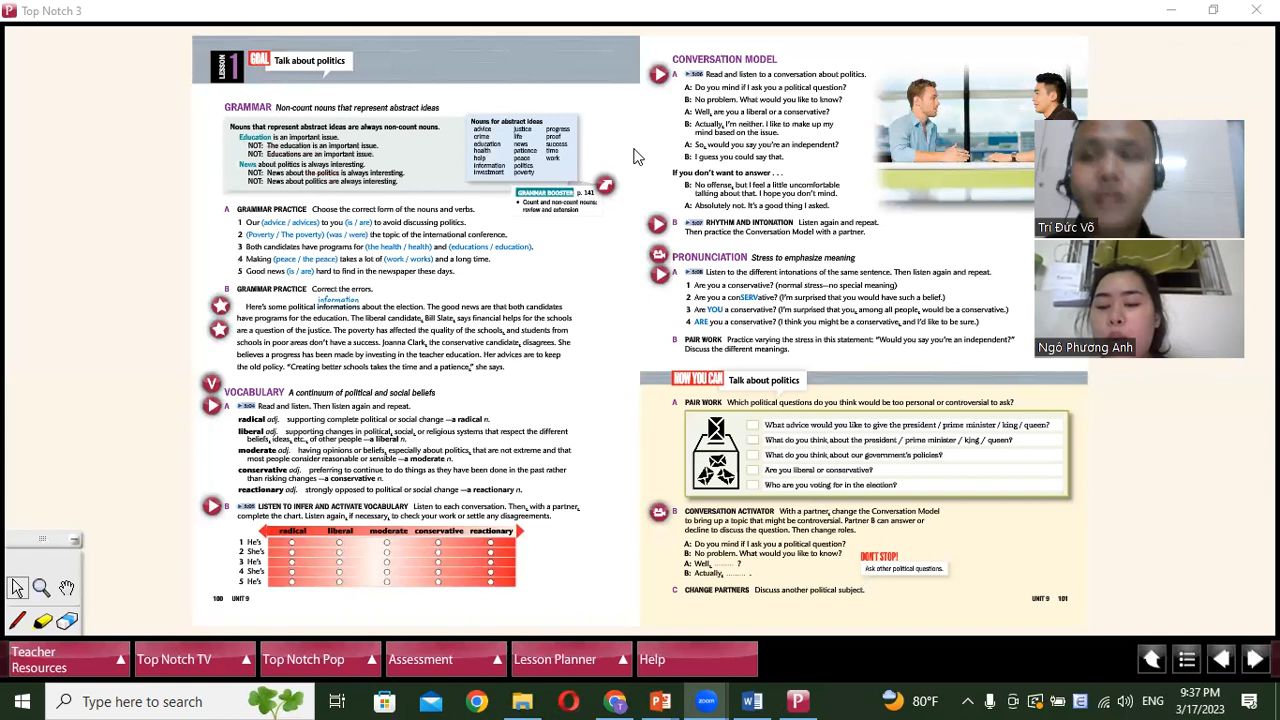 Top Notch 3
LESSON 1
GOAL Talk about politics
GRAMMAR Non-count nouns that represent abstract ideas
Nouns that represent abstract ideas are always non-count nouns.
Education is an important issue.
NOT: The education is an important issue.
NOT: Educations are an important issue.
News about politics is always interesting.
NOT: News about the politics is always interesting.
NOT: News about politics are always interesting.
Nouns for abstract ideas
advice justice progress
crime life proof
education news success
health patience time
help peace work
information politics
investment poverty
GRAMMAR BOOSTER p. 141
• Count and non-count nouns:
review and extension
A GRAMMAR PRACTICE Choose the correct form of the nouns and verbs.
1 Our (advice / advices) to you (is / are) to avoid discussing politics.
2 (Poverty / The poverty) (was / were) the topic of the international conference.
3 Both candidates have programs for (the health / health) and (educations / education).
4 Making (peace / the peace) takes a lot of (work / works) and a long time.
5 Good news (is / are) hard to find in the newspaper these days.
B GRAMMAR PRACTICE Correct the errors.
information
Here's some political informations about the election. The good news are that both candidates
have programs for the education. The liberal candidate, Bill Slate, says financial helps for the schools
are a question of the justice. The poverty has affected the quality of the schools, and students from
schools in poor areas don't have a success. Joanna Clark, the conservative candidate, disagrees. She
believes a progress has been made by investing in the teacher education. Her advices are to keep
the old policy. "Creating better schools takes the time and a patience," she says.
V
VOCABULARY A continuum of political and social beliefs
A 5:04 Read and listen. Then listen again and repeat.
radical adj. supporting complete political or social change —a radical n.
liberal adj. supporting changes in political, social, or religious systems that respect the different
beliefs, ideas, etc., of other people —a liberal n.
moderate adj. having opinions or beliefs, especially about politics, that are not extreme and that
most people consider reasonable or sensible —a moderate n.
conservative adj. preferring to continue to do things as they have been done in the past rather
than risking changes —a conservative n.
reactionary adj. strongly opposed to political or social change —a reactionary n.
B 5:05 LISTEN TO INFER AND ACTIVATE VOCABULARY Listen to each conversation. Then, with a partner,
complete the chart. Listen again, if necessary, to check your work or settle any disagreements.
radical liberal moderate conservative reactionary
1 He's
2 She's
3 He's
4 She's
5 He's
100 UNIT 9
CONVERSATION MODEL
A 5:06 Read and listen to a conversation about politics.
A: Do you mind if I ask you a political question?
B: No problem. What would you like to know?
A: Well, are you a liberal or a conservative?
B: Actually, I'm neither. I like to make up my
mind based on the issue.
A: So, would you say you're an independent?
B: I guess you could say that.
If you don't want to answer . . .
B: No offense, but I feel a little uncomfortable
talking about that. I hope you don't mind.
A: Absolutely not. It's a good thing I asked.
B 5:07 RHYTHM AND INTONATION Listen again and repeat.
Then practice the Conversation Model with a partner.
PRONUNCIATION Stress to emphasize meaning
A 5:08 Listen to the different intonations of the same sentence. Then listen again and repeat.
1 Are you a conservative? (normal stress—no special meaning)
2 Are you a conSERVative? (I'm surprised that you would have such a belief.)
3 Are YOU a conservative? (I'm surprised that you, among all people, would be a conservative.)
4 ARE you a conservative? (I think you might be a conservative, and I'd like to be sure.)
B PAIR WORK Practice varying the stress in this statement: "Would you say you're an independent?"
Discuss the different meanings.
NOW YOU CAN Talk about politics
A PAIR WORK Which political questions do you think would be too personal or controversial to ask?
What advice would you like to give the president / prime minister / king / queen?
What do you think about the president / prime minister / king / queen?
What do you think about our government's policies?
Are you liberal or conservative?
Who are you voting for in the election?
B CONVERSATION ACTIVATOR With a partner, change the Conversation Model
to bring up a topic that might be controversial. Partner B can answer or
decline to discuss the question. Then change roles.
A: Do you mind if I ask you a political question?
B: No problem. What would you like to know?
A: Well, ......... ?
B: Actually, ......... .
DON'T STOP!
Ask other political questions.
C CHANGE PARTNERS Discuss another political subject.
UNIT 9 101
Trí Đức Võ
Ngô Phương Anh
Teacher Resources
Top Notch TV
Top Notch Pop
Assessment
Lesson Planner
Help
Type here to search
80°F
ENG
9:37 PM
3/17/2023